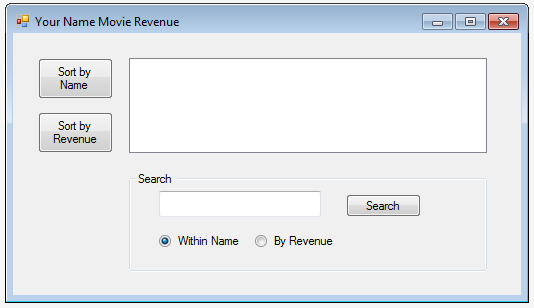 Your Name Movie Revenue
Sort by
Name
Sort by
Revenue
Search
Search
Within Name
By Revenue